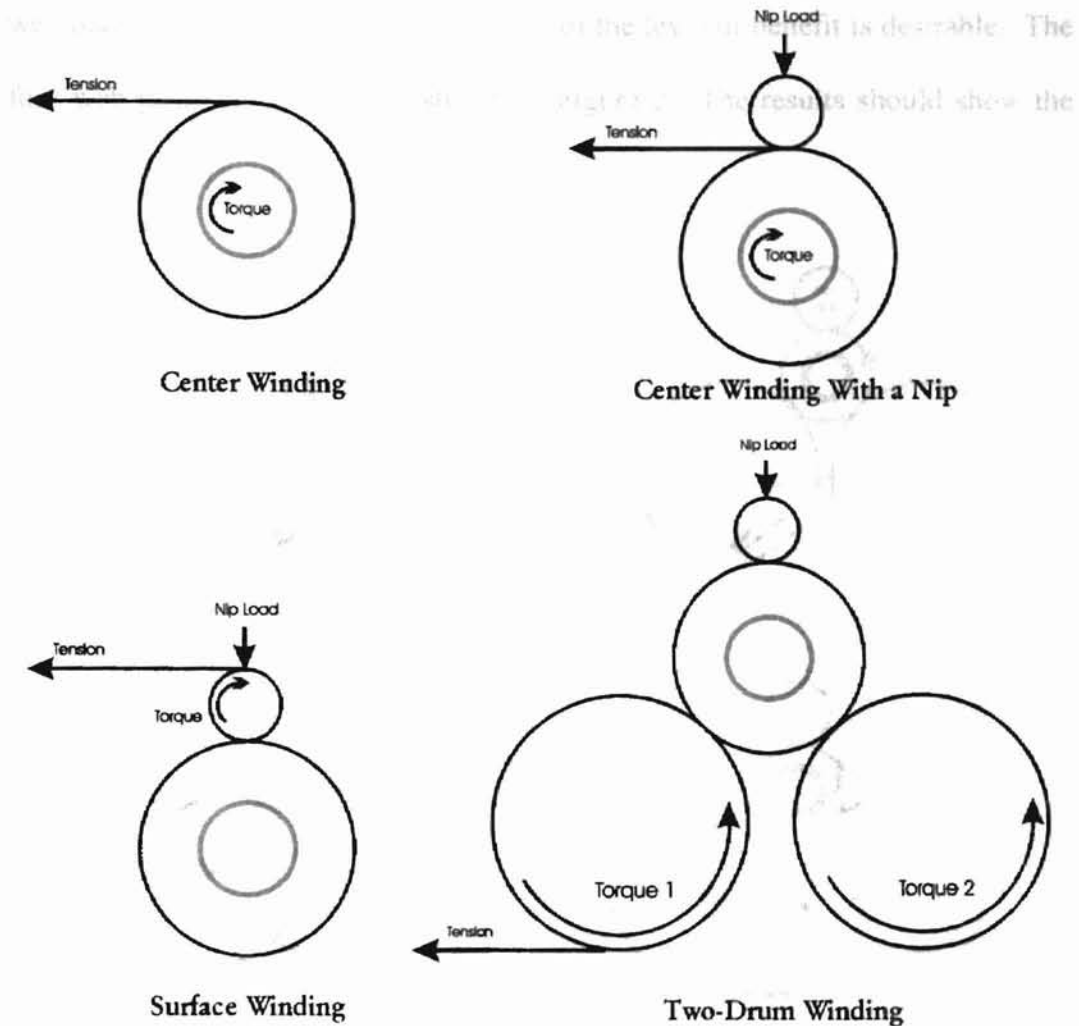 the benefit is desirable. The
results should show the
Nip Load
Tension
Torque
Center Winding
Tension
Torque
Center Winding With a Nip
Nip Load
Nip Load
Tension
Torque
Surface Winding
Torque 1
Torque 2
Tension
Two-Drum Winding